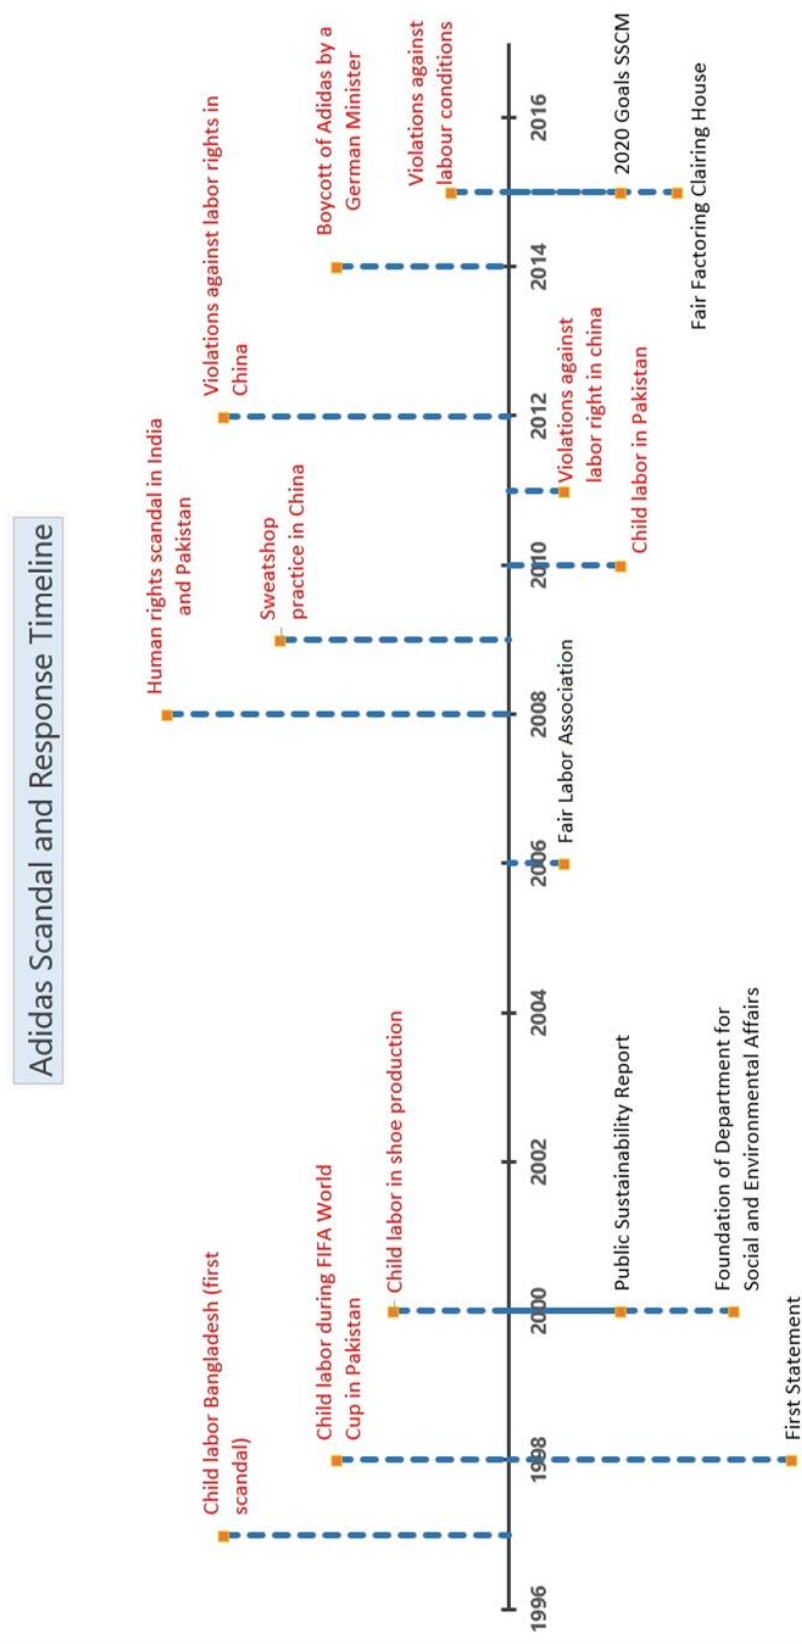 Adidas Scandal and Response Timeline
Child labor Bangladesh (first
scandal)
Child labor during FIFA World
Cup in Pakistan
Child labor in shoe production
Human rights scandal in India
and Pakistan
Sweatshop
practice in China
Violations against labor rights in
China
Boycott of Adidas by a
German Minister
Violations against
labour conditions
1996
1998
2000
2002
2004
2006
2008
2010
2012
2014
2016
First Statement
Public Sustainability Report
Foundation of Department for
Social and Environmental Affairs
Fair Labor Association
Child labor in Pakistan
Violations against
labor right in china
2020 Goals SSCM
Fair Factoring Clairing House